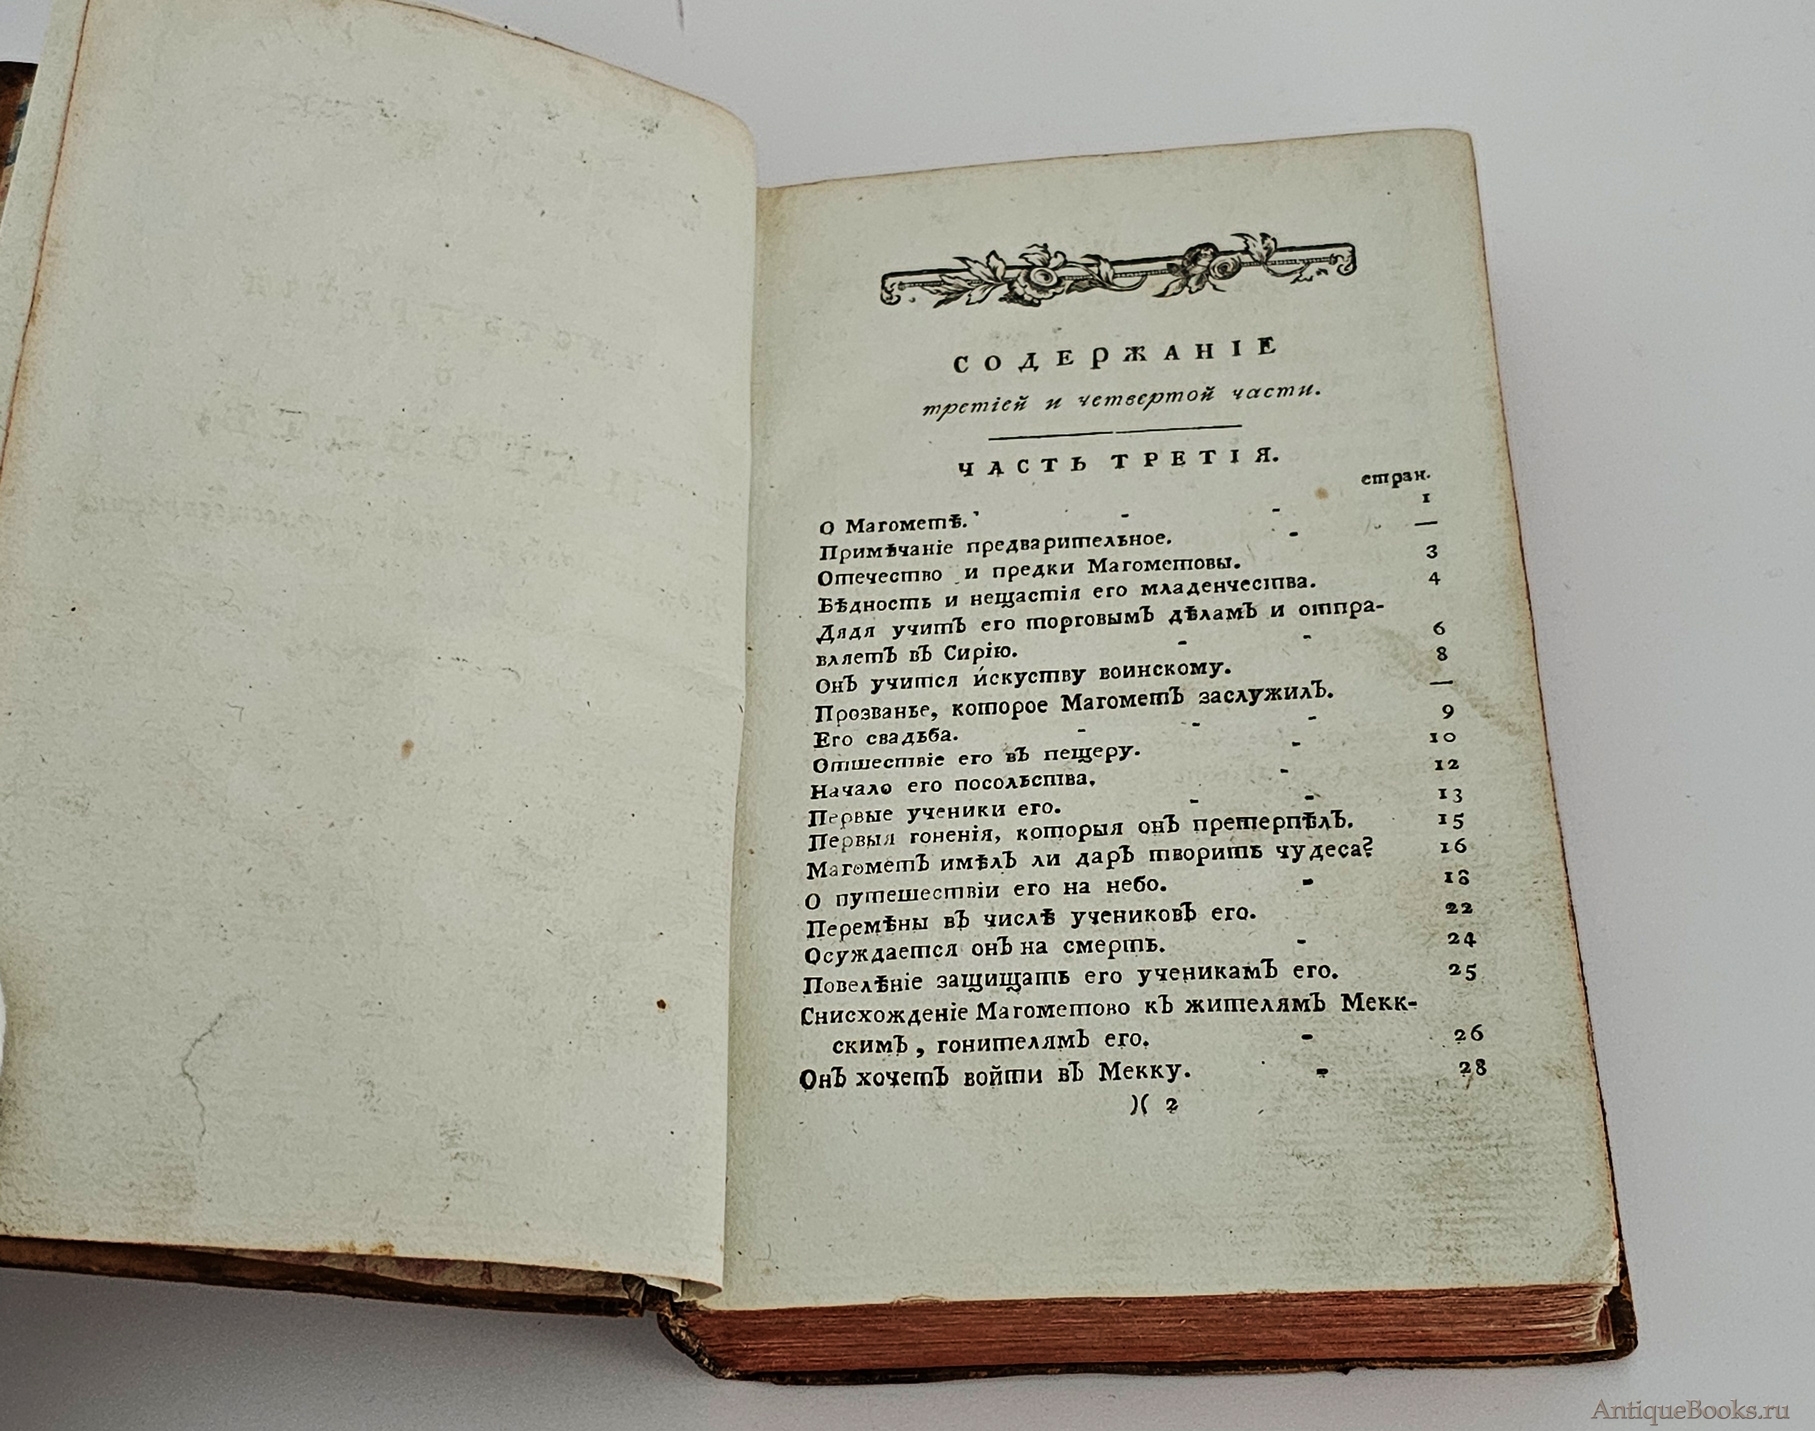 СОДЕРЖАНІЕ
третіей и четвертой части.
ЧАСТЬ ТРЕТІЯ.
стран.
О Магометѣ. - - 1
Примѣчаніе предварительное. - —
Отечество и предки Магометовы. 3
Бѣдность и нещастія его младенчества. 4
Дядя учитЪ его торговымЪ дѣламЪ и отпра-
вляетЪ вЪ Сирію. - - 6
ОнЪ учится искуству воинскому. 8
Прозванье, которое МагометЪ заслужилЪ. —
Его свадьба. - - - 9
Отшествіе его вЪ пещеру. - 10
Начало его посольства. - 12
Первые ученики его. - - 13
Первыя гоненія, которыя онЪ претерпѣлЪ. 15
МагометЪ имѣлЪ ли дарЪ творить чудеса? 16
О путешествіи его на небо. - 18
Перемѣны вЪ числѣ учениковЪ его. 22
Осуждается онЪ на смерть. - 24
Повелѣніе защищать его ученикамЪ его. 25
Снисхожденіе Магометово кЪ жителямЪ Мекк-
скимЪ, гонителямЪ его. - 26
ОнЪ хочетЪ войти вЪ Мекку. - 28
)( 2
AntiqueBooks.ru